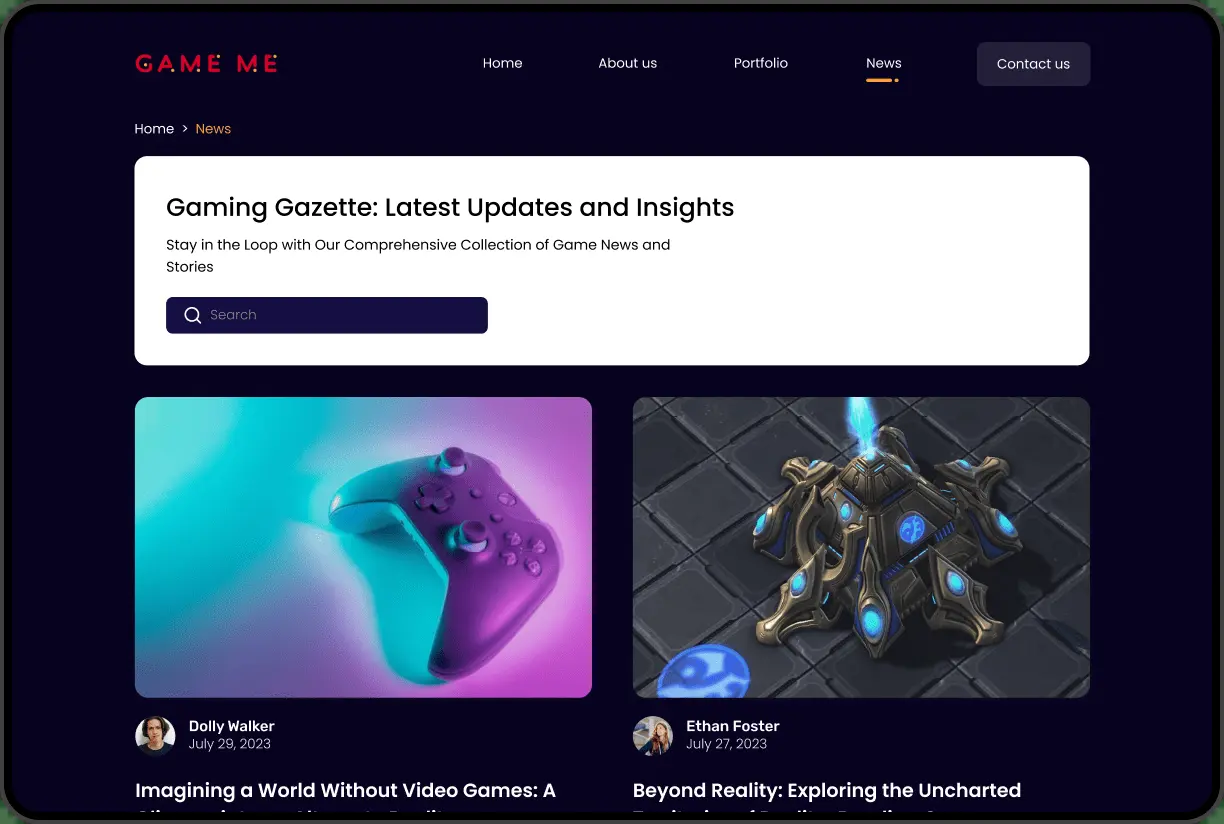 GAME ME
Home
About us
Portfolio
News
Contact us
Home > News
Gaming Gazette: Latest Updates and Insights
Stay in the Loop with Our Comprehensive Collection of Game News and
Stories
Search
Dolly Walker
July 29, 2023
Ethan Foster
July 27, 2023
Imagining a World Without Video Games: A
Beyond Reality: Exploring the Uncharted